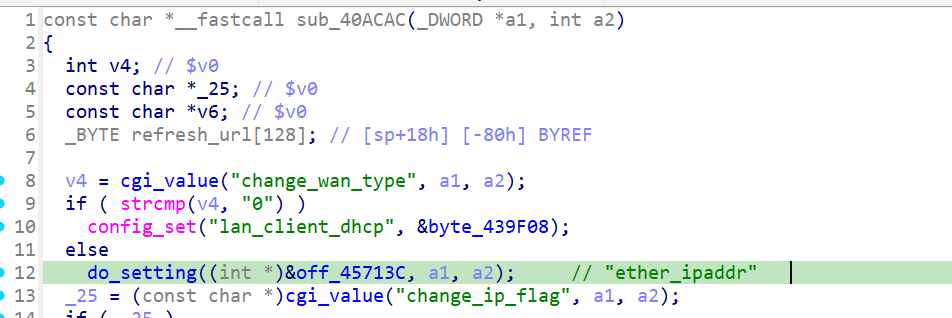 1 const char *__fastcall sub_40ACAC(_DWORD *a1, int a2)
2 {
3   int v4; // $v0
4   const char *_25; // $v0
5   const char *v6; // $v0
6   _BYTE refresh_url[128]; // [sp+18h] [-80h] BYREF
7
8   v4 = cgi_value("change_wan_type", a1, a2);
9   if ( strcmp(v4, "0") )
10     config_set("lan_client_dhcp", &byte_439F08);
11   else
12     do_setting((int *)&off_45713C, a1, a2);     // "ether_ipaddr"
13   _25 = (const char *)cgi_value("change_ip_flag", a1, a2);
14   if ( _25 )